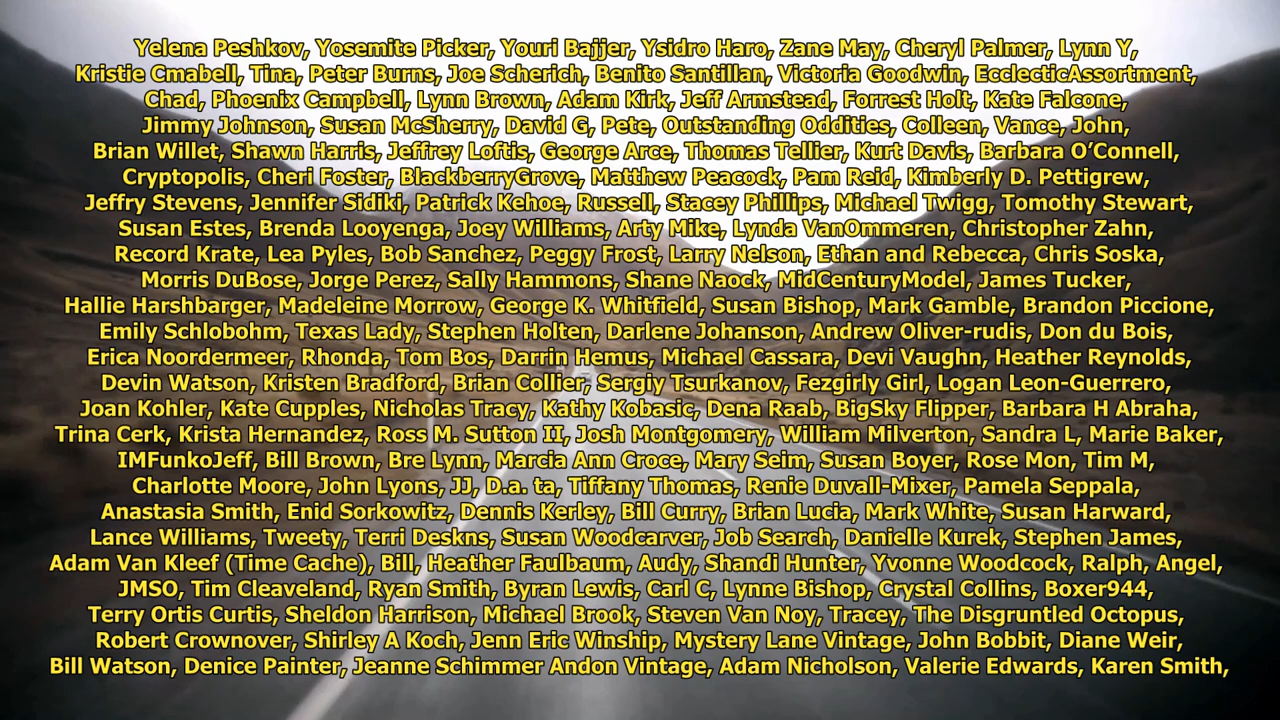 Yelena Peshkov, Yosemite Picker, Youri Bajjer, Ysidro Haro, Zane May, Cheryl Palmer, Lynn Y,
Kristie Cmabell, Tina, Peter Burns, Joe Scherich, Benito Santillan, Victoria Goodwin, EcclecticAssortment,
Chad, Phoenix Campbell, Lynn Brown, Adam Kirk, Jeff Armstead, Forrest Holt, Kate Falcone,
Jimmy Johnson, Susan McSherry, David G, Pete, Outstanding Oddities, Colleen, Vance, John,
Brian Willet, Shawn Harris, Jeffrey Loftis, George Arce, Thomas Tellier, Kurt Davis, Barbara O’Connell,
Cryptopolis, Cheri Foster, BlackberryGrove, Matthew Peacock, Pam Reid, Kimberly D. Pettigrew,
Jeffry Stevens, Jennifer Sidiki, Patrick Kehoe, Russell, Stacey Phillips, Michael Twigg, Tomothy Stewart,
Susan Estes, Brenda Looyenga, Joey Williams, Arty Mike, Lynda VanOmmeren, Christopher Zahn,
Record Krate, Lea Pyles, Bob Sanchez, Peggy Frost, Larry Nelson, Ethan and Rebecca, Chris Soska,
Morris DuBose, Jorge Perez, Sally Hammons, Shane Naock, MidCenturyModel, James Tucker,
Hallie Harshbarger, Madeleine Morrow, George K. Whitfield, Susan Bishop, Mark Gamble, Brandon Piccione,
Emily Schlobohm, Texas Lady, Stephen Holten, Darlene Johanson, Andrew Oliver-rudis, Don du Bois,
Erica Noordermeer, Rhonda, Tom Bos, Darrin Hemus, Michael Cassara, Devi Vaughn, Heather Reynolds,
Devin Watson, Kristen Bradford, Brian Collier, Sergiy Tsurkanov, Fezgirly Girl, Logan Leon-Guerrero,
Joan Kohler, Kate Cupples, Nicholas Tracy, Kathy Kobasic, Dena Raab, BigSky Flipper, Barbara H Abraha,
Trina Cerk, Krista Hernandez, Ross M. Sutton II, Josh Montgomery, William Milverton, Sandra L, Marie Baker,
IMFunkoJeff, Bill Brown, Bre Lynn, Marcia Ann Croce, Mary Seim, Susan Boyer, Rose Mon, Tim M,
Charlotte Moore, John Lyons, JJ, D.a. ta, Tiffany Thomas, Renie Duvall-Mixer, Pamela Seppala,
Anastasia Smith, Enid Sorkowitz, Dennis Kerley, Bill Curry, Brian Lucia, Mark White, Susan Harward,
Lance Williams, Tweety, Terri Deskns, Susan Woodcarver, Job Search, Danielle Kurek, Stephen James,
Adam Van Kleef (Time Cache), Bill, Heather Faulbaum, Audy, Shandi Hunter, Yvonne Woodcock, Ralph, Angel,
JMSO, Tim Cleaveland, Ryan Smith, Byran Lewis, Carl C, Lynne Bishop, Crystal Collins, Boxer944,
Terry Ortis Curtis, Sheldon Harrison, Michael Brook, Steven Van Noy, Tracey, The Disgruntled Octopus,
Robert Crownover, Shirley A Koch, Jenn Eric Winship, Mystery Lane Vintage, John Bobbit, Diane Weir,
Bill Watson, Denice Painter, Jeanne Schimmer Andon Vintage, Adam Nicholson, Valerie Edwards, Karen Smith,